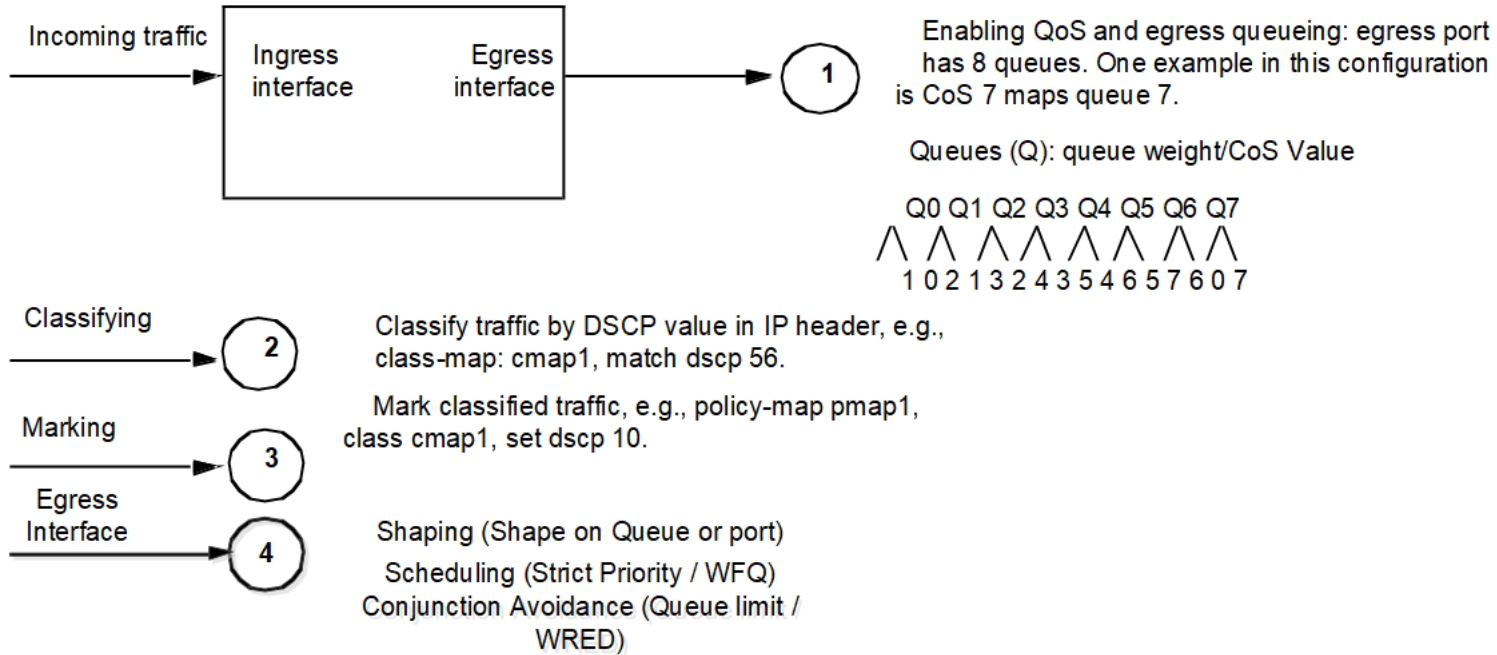 Incoming traffic
Ingress
interface
Egress
interface
1
Enabling QoS and egress queueing: egress port
has 8 queues. One example in this configuration
is CoS 7 maps queue 7.
Queues (Q): queue weight/CoS Value
Q0 Q1 Q2 Q3 Q4 Q5 Q6 Q7
1 0 2 1 3 2 4 3 5 4 6 5 7 6 0 7
Classifying
2
Classify traffic by DSCP value in IP header, e.g.,
class-map: cmap1, match dscp 56.
Marking
3
Mark classified traffic, e.g., policy-map pmap1,
class cmap1, set dscp 10.
Egress
Interface
4
Shaping (Shape on Queue or port)
Scheduling (Strict Priority / WFQ)
Conjunction Avoidance (Queue limit /
WRED)